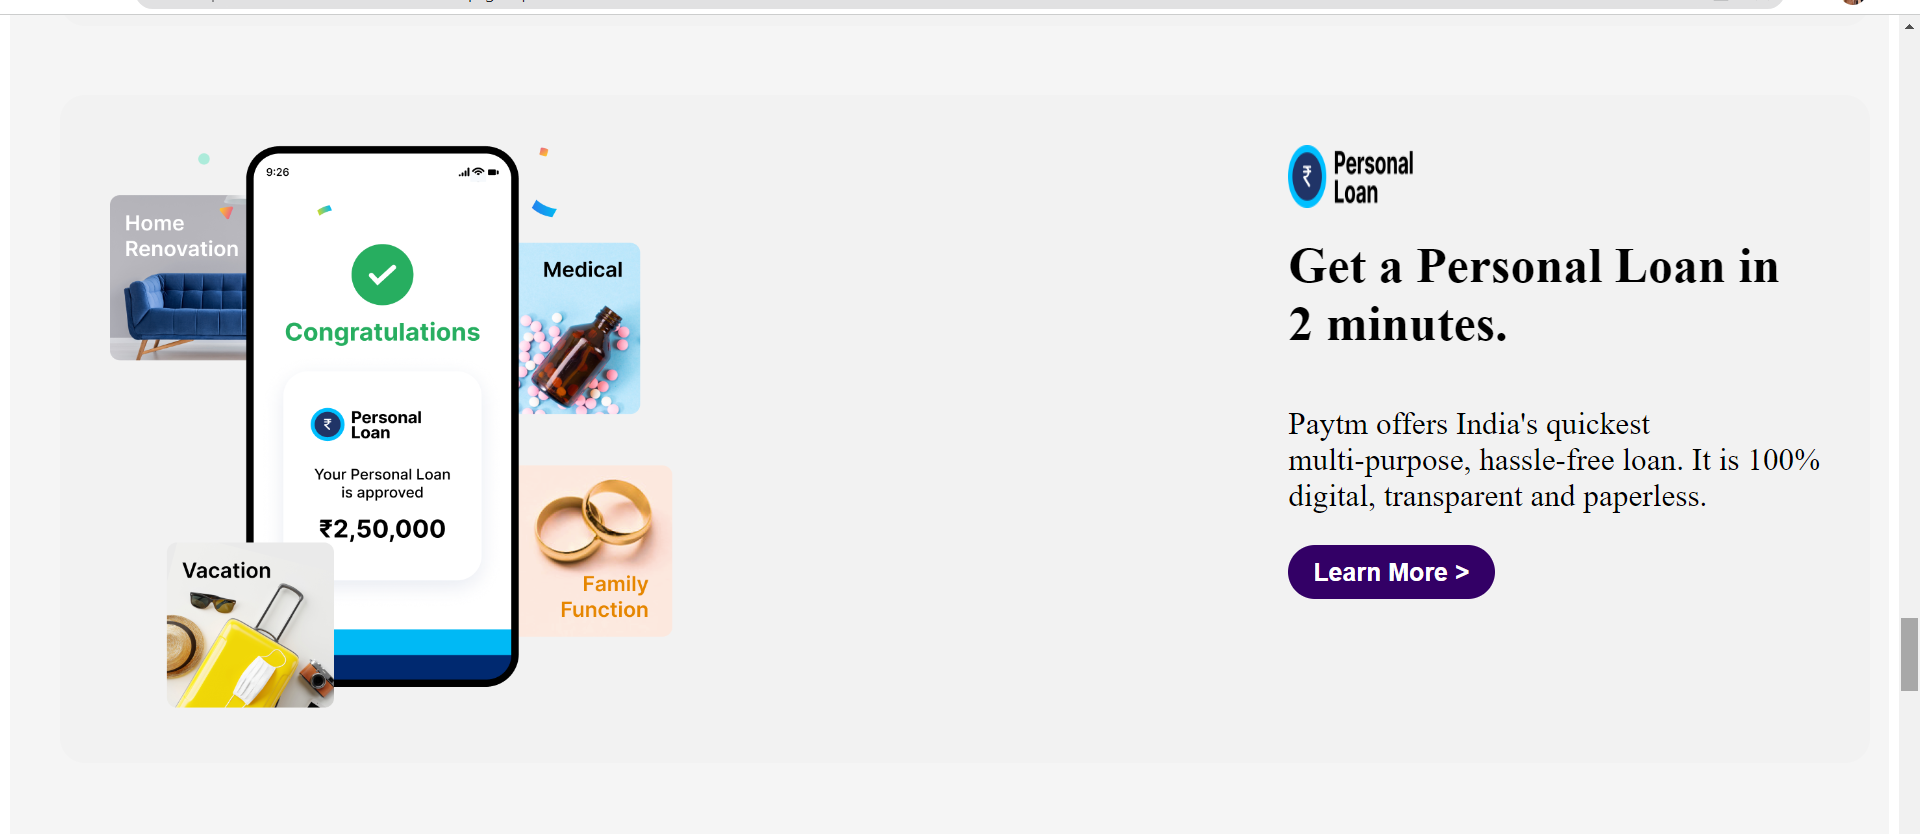 9:26
Home
Renovation
Medical
Congratulations
Personal
Loan
Your Personal Loan
is approved
₹2,50,000
Vacation
Family
Function
Personal
Loan
Get a Personal Loan in
2 minutes.
Paytm offers India's quickest
multi-purpose, hassle-free loan. It is 100%
digital, transparent and paperless.
Learn More >